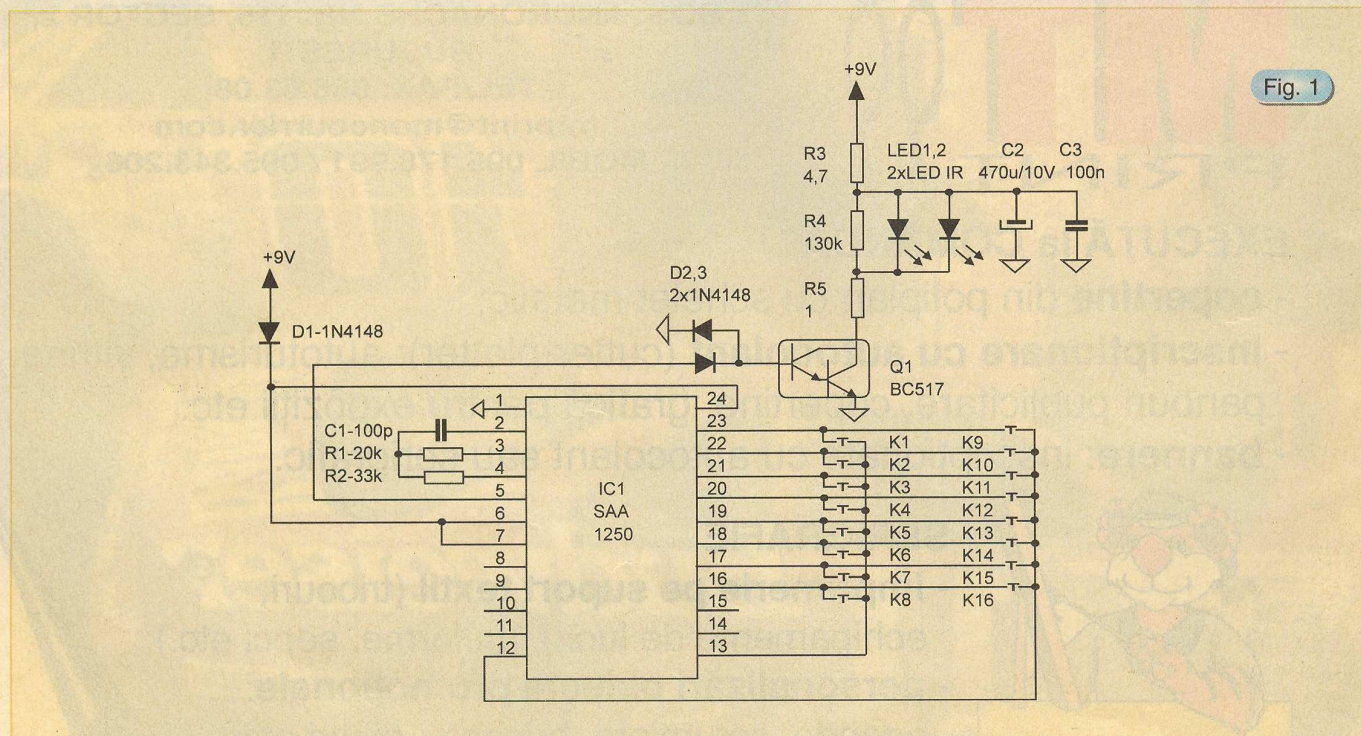 Fig. 1
+9V
R3
4,7
LED1,2
2xLED IR
C2
470u/10V
C3
100n
R4
130k
R5
1
+9V
D1-1N4148
D2,3
2x1N4148
Q1
BC517
C1-100p
R1-20k
R2-33k
1
2
3
4
5
6
7
8
9
10
11
12
IC1
SAA
1250
24
23
22
21
20
19
18
17
16
15
14
13
K1 K9
K2 K10
K3 K11
K4 K12
K5 K13
K6 K14
K7 K15
K8 K16